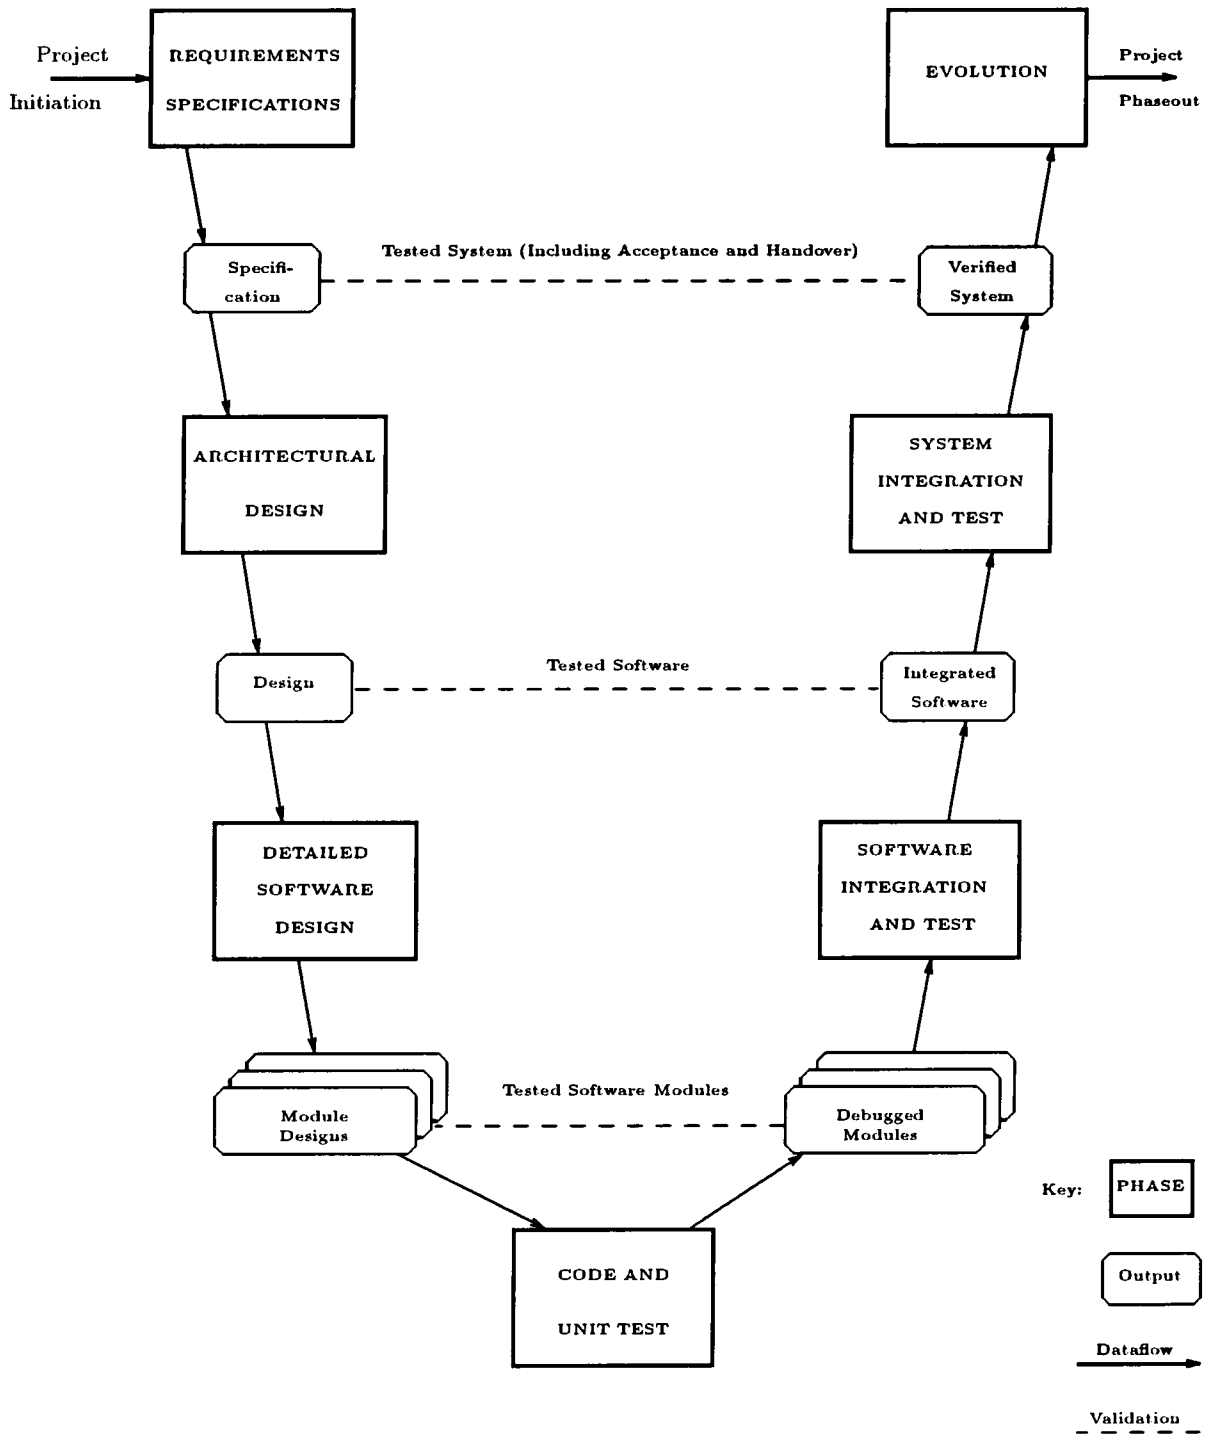 Project
Initiation
REQUIREMENTS
SPECIFICATIONS
EVOLUTION
Project
Phaseout
Specifi-
cation
Tested System (Including Acceptance and Handover)
Verified
System
ARCHITECTURAL
DESIGN
SYSTEM
INTEGRATION
AND TEST
Design
Tested Software
Integrated
Software
DETAILED
SOFTWARE
DESIGN
SOFTWARE
INTEGRATION
AND TEST
Module
Designs
Tested Software Modules
Debugged
Modules
CODE AND
UNIT TEST
Key:
PHASE
Output
Dataflow
Validation